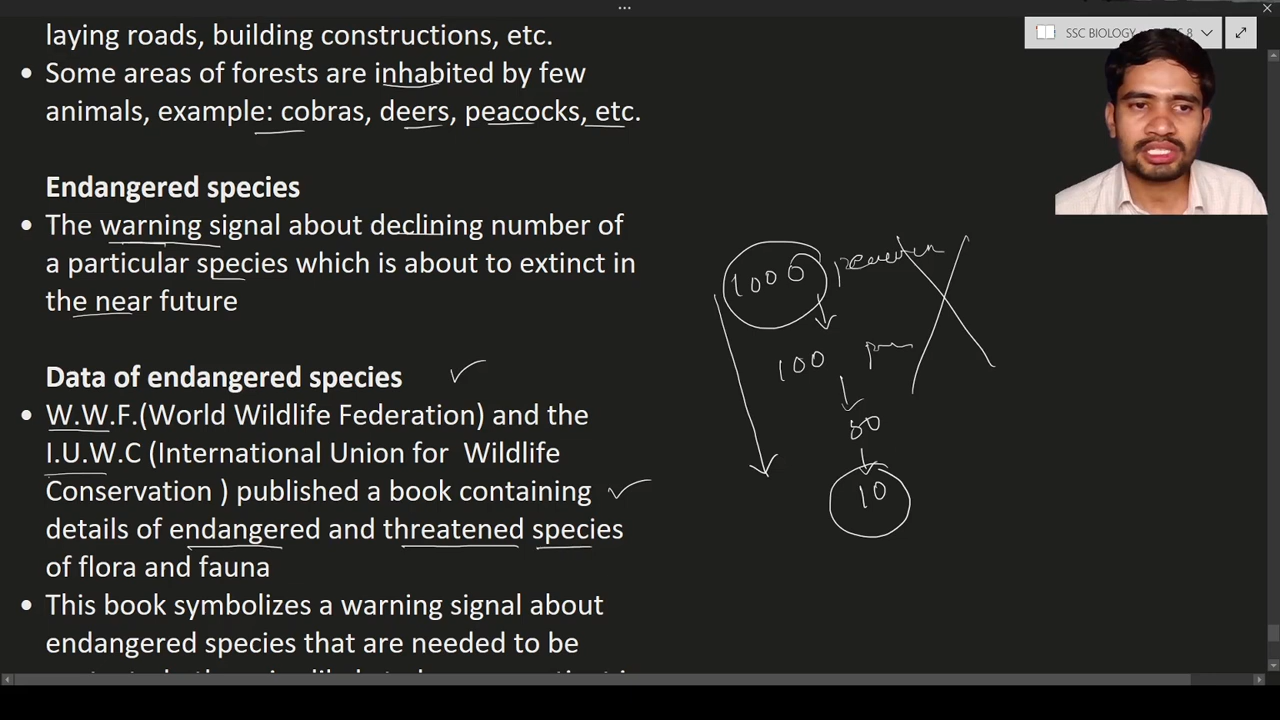 laying roads, building constructions, etc.
SSC BIOLOGY
8
• Some areas of forests are inhabited by few
animals, example: cobras, deers, peacocks, etc.
Endangered species
• The warning signal about declining number of
a particular species which is about to extinct in
the near future
1000
100
80
10
Data of endangered species
• W.W.F.(World Wildlife Federation) and the
I.U.W.C (International Union for Wildlife
Conservation ) published a book containing
details of endangered and threatened species
of flora and fauna
• This book symbolizes a warning signal about
endangered species that are needed to be